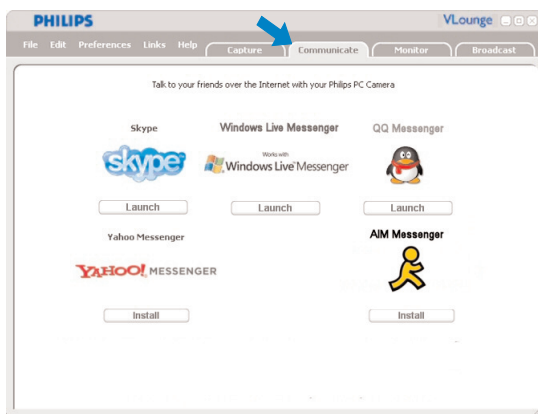 PHILIPS VLounge
File Edit Preferences Links Help Capture Communicate Monitor Broadcast
Talk to your friends over the Internet with your Philips PC Camera
Skype Windows Live Messenger QQ Messenger
skype Works with
Windows Live Messenger
Launch Launch Launch
Yahoo Messenger AIM Messenger
YAHOO! MESSENGER
Install Install